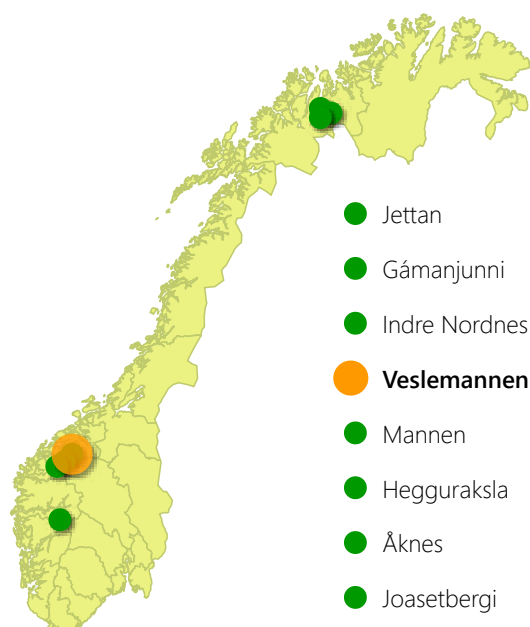 Jettan
Gámanjunni
Indre Nordnes
Veslemannen
Mannen
Hegguraksla
Åknes
Joasetbergi